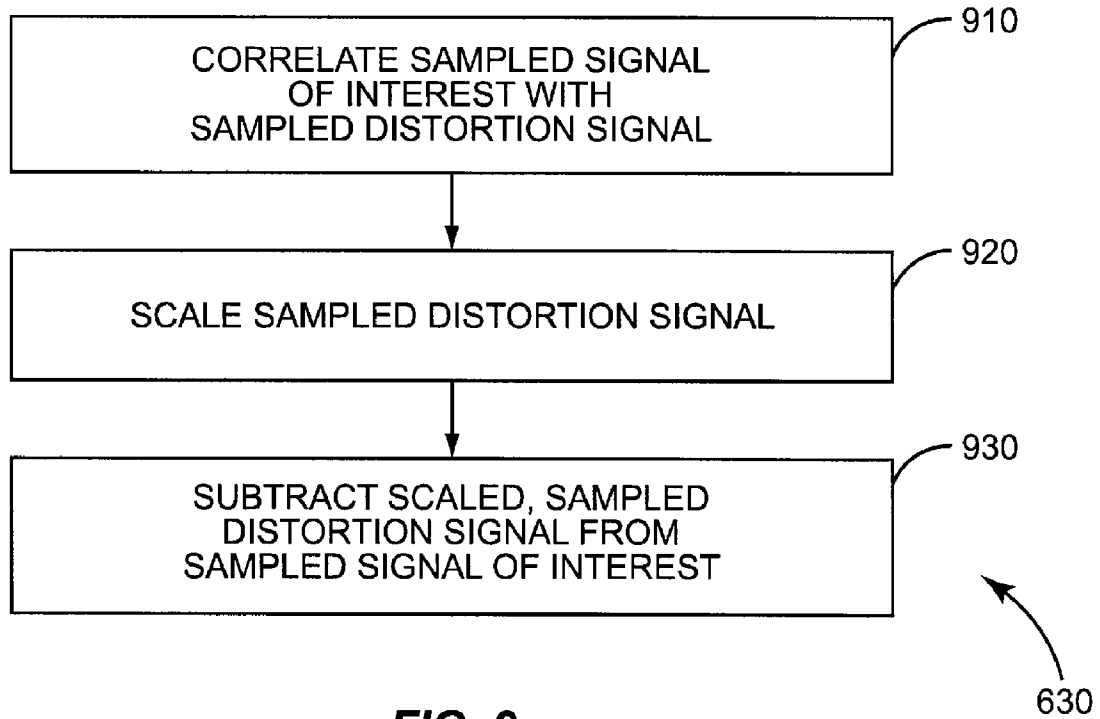 910
CORRELATE SAMPLED SIGNAL
OF INTEREST WITH
SAMPLED DISTORTION SIGNAL
920
SCALE SAMPLED DISTORTION SIGNAL
930
SUBTRACT SCALED, SAMPLED
DISTORTION SIGNAL FROM
SAMPLED SIGNAL OF INTEREST
630
FIG.